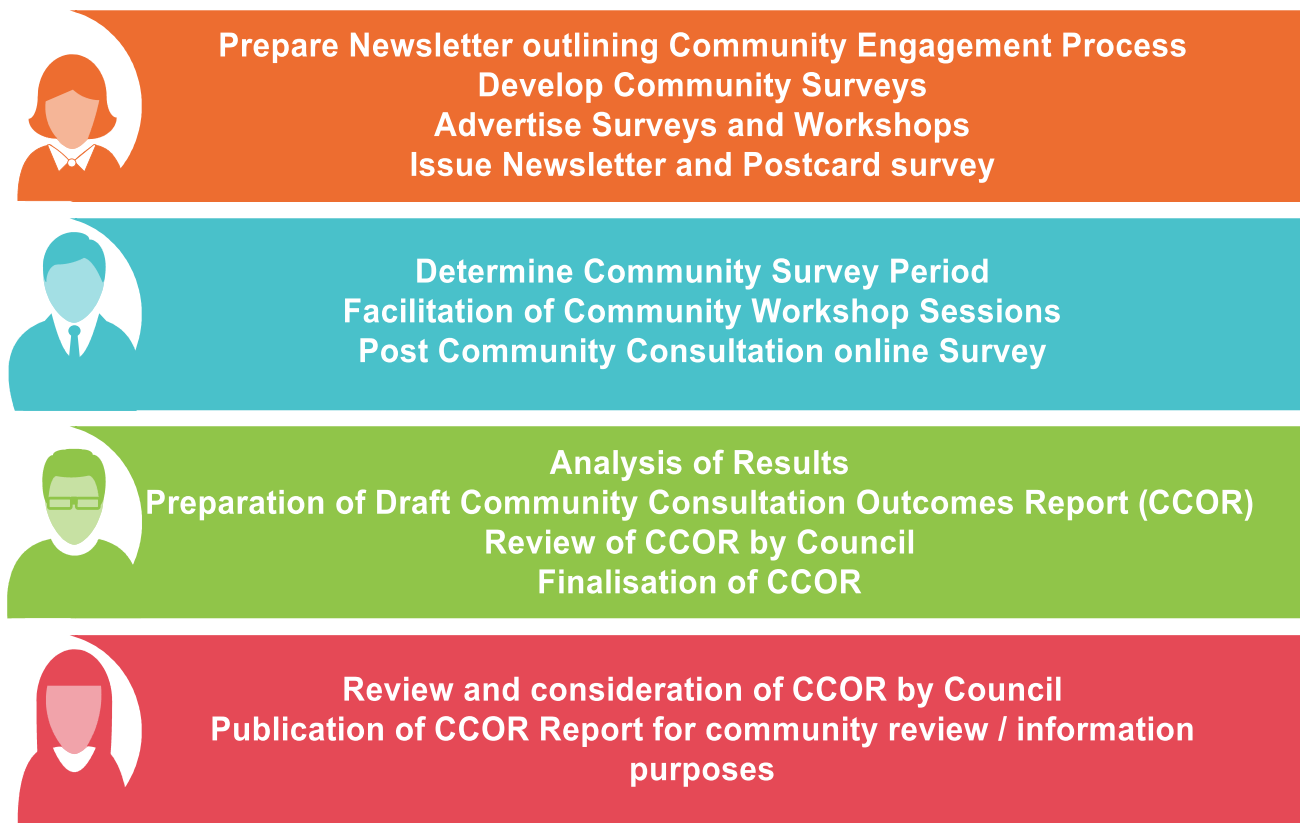 Prepare Newsletter outlining Community Engagement Process
Develop Community Surveys
Advertise Surveys and Workshops
Issue Newsletter and Postcard survey
Determine Community Survey Period
Facilitation of Community Workshop Sessions
Post Community Consultation online Survey
Analysis of Results
Preparation of Draft Community Consultation Outcomes Report (CCOR)
Review of CCOR by Council
Finalisation of CCOR
Review and consideration of CCOR by Council
Publication of CCOR Report for community review / information
purposes